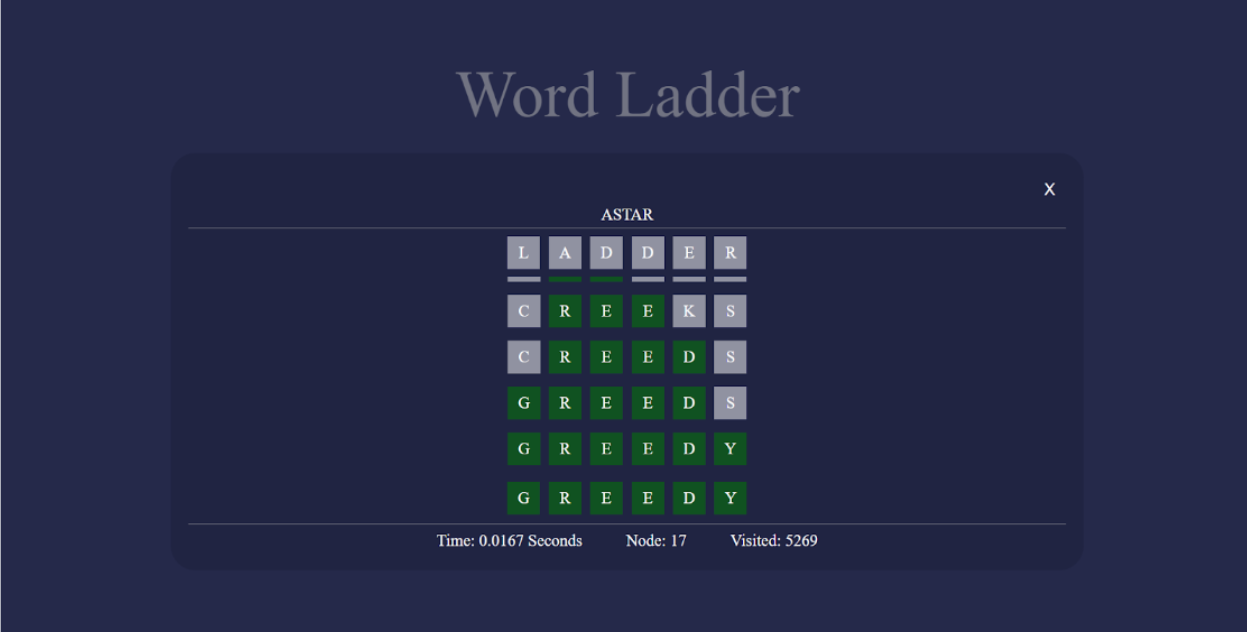 Word Ladder
X
ASTAR
L A D D E R
C R E E K S
C R E E D S
G R E E D S
G R E E D Y
G R E E D Y
Time: 0.0167 Seconds Node: 17 Visited: 5269